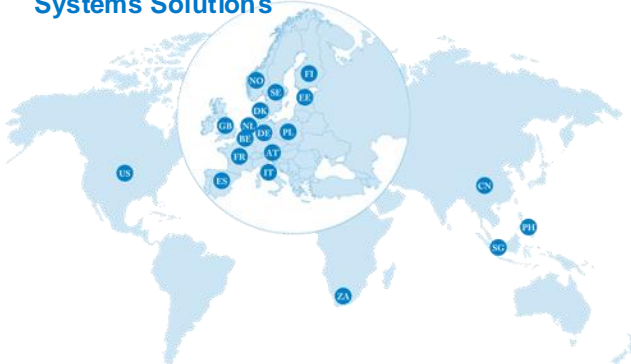 Systems Solutions
NO
FI
SE
EE
DK
GB
NL
DE
PL
BE
FR
AT
US
ES
IT
CN
PH
SG
ZA